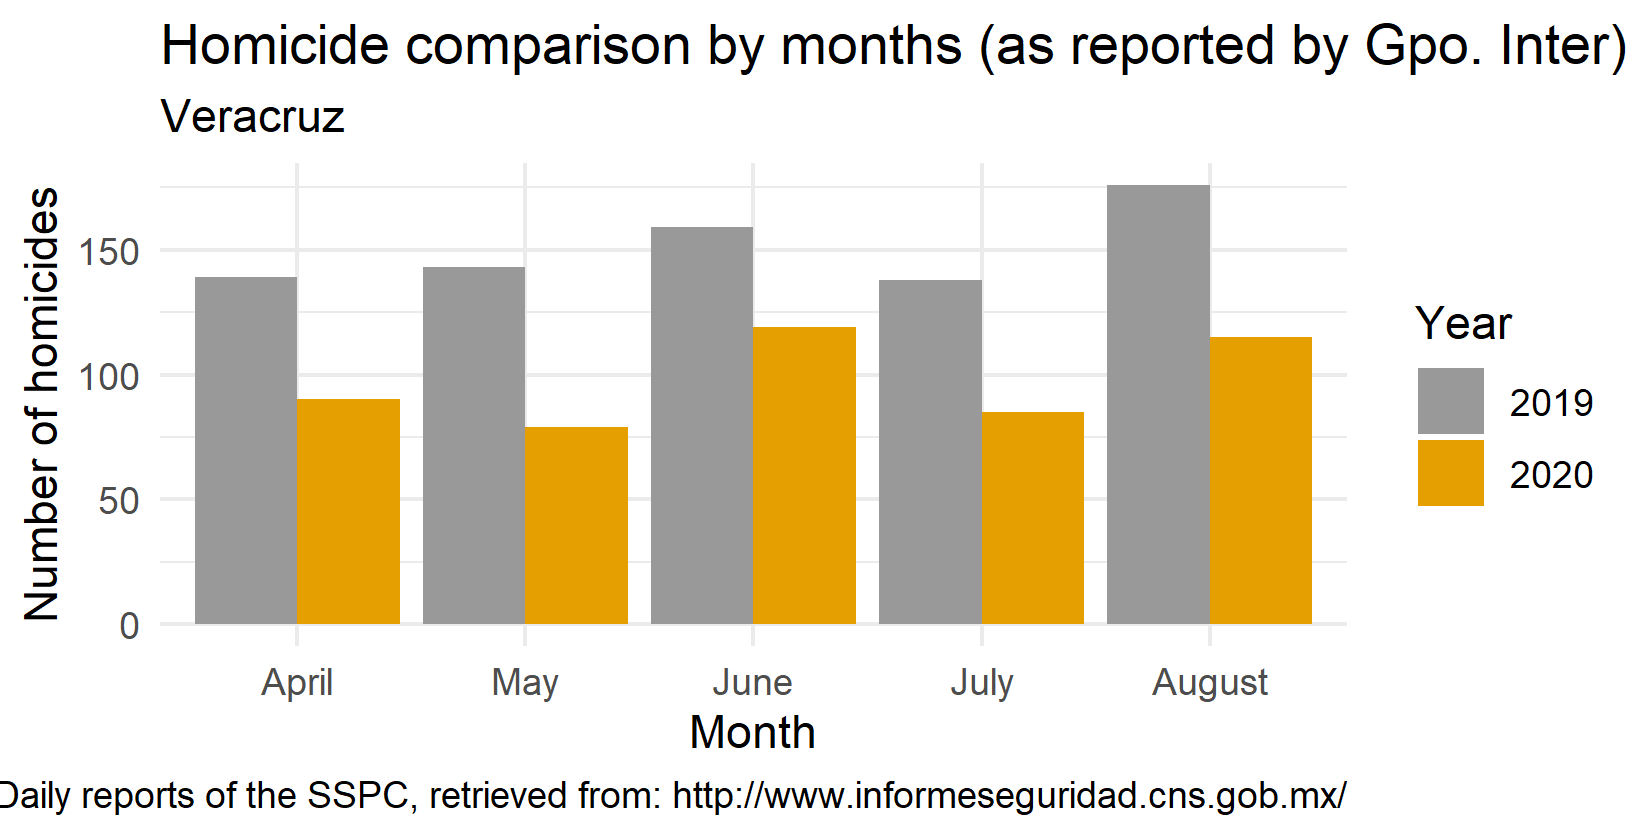 Homicide comparison by months (as reported by Gpo. Inter)
Veracruz
Number of homicides
150
100
50
0
April May June July August
Month
Year
2019
2020
Daily reports of the SSPC, retrieved from: http://www.informeseguridad.cns.gob.mx/